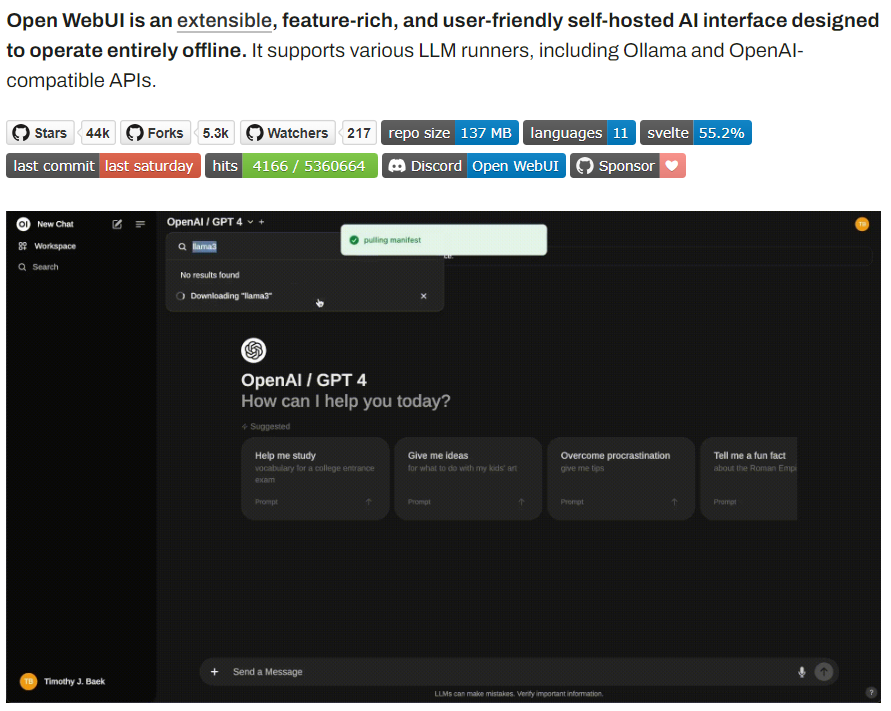 Open WebUI is an extensible, feature-rich, and user-friendly self-hosted AI interface designed
to operate entirely offline. It supports various LLM runners, including Ollama and OpenAI-
compatible APIs.
Stars 44k Forks 5.3k Watchers 217 repo size 137 MB languages 11 svelte 55.2%
last commit last saturday hits 4166 / 5360664 Discord Open WebUI Sponsor
OI New Chat
Workspace
Search
OpenAI / GPT 4 +
TB
pulling manifest
llama3
ce.
No results found
Downloading "llama3"
OpenAI / GPT 4
How can I help you today?
Suggested
Help me study
vocabulary for a college entrance
exam
Prompt
Give me ideas
for what to do with my kids' art
Prompt
Overcome procrastination
give me tips
Prompt
Tell me a fun fact
about the Roman Empi
Prompt
+ Send a Message
TB Timothy J. Baek
LLMs can make mistakes. Verify important information.
?